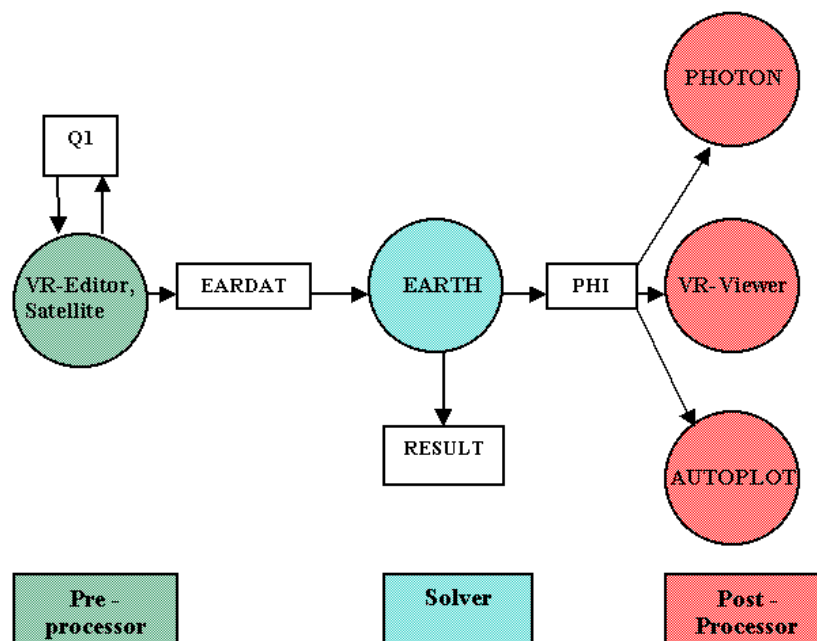 PHOTON
Q1
VR-Editor,
Satellite
EARDAT
EARTH
PHI
VR-Viewer
RESULT
AUTOPLOT
Pre -
processor
Solver
Post -
Processor